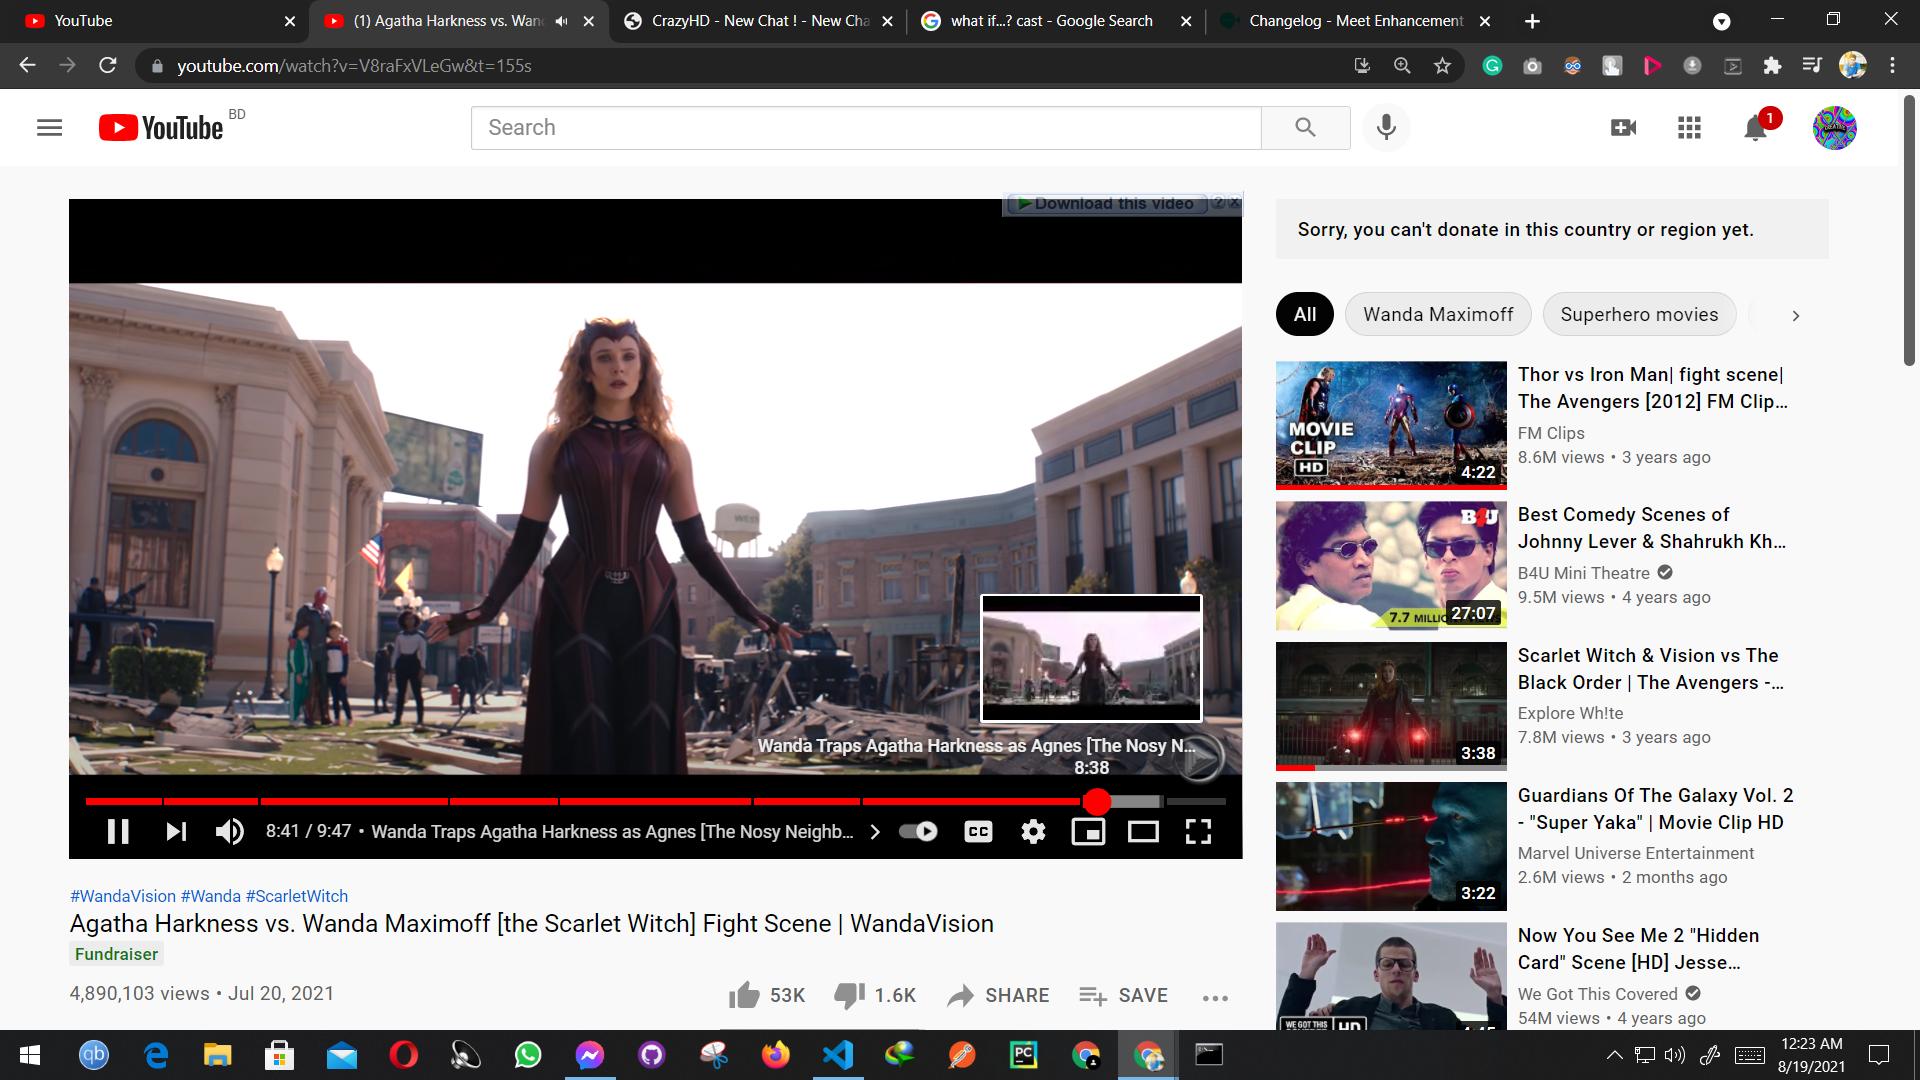 YouTube
(1) Agatha Harkness vs. Wand
CrazyHD - New Chat ! - New Cha
what if...? cast - Google Search
Changelog - Meet Enhancement
youtube.com/watch?v=V8raFxVLeGw&t=155s
YouTube BD
Search
1
Download this video
Sorry, you can't donate in this country or region yet.
All
Wanda Maximoff
Superhero movies
WEST
Wanda Traps Agatha Harkness as Agnes [The Nosy N...
8:38
8:41 / 9:47 • Wanda Traps Agatha Harkness as Agnes [The Nosy Neighb...
CC
#WandaVision #Wanda #ScarletWitch
Agatha Harkness vs. Wanda Maximoff [the Scarlet Witch] Fight Scene | WandaVision
Fundraiser
4,890,103 views • Jul 20, 2021
53K
1.6K
SHARE
SAVE
MOVIE
CLIP
HD
4:22
Thor vs Iron Man| fight scene|
The Avengers [2012] FM Clip...
FM Clips
8.6M views • 3 years ago
B4U
7.7 MILLIO
27:07
Best Comedy Scenes of
Johnny Lever & Shahrukh Kh...
B4U Mini Theatre
9.5M views • 4 years ago
3:38
Scarlet Witch & Vision vs The
Black Order | The Avengers -...
Explore Wh!te
7.8M views • 3 years ago
3:22
Guardians Of The Galaxy Vol. 2
- "Super Yaka" | Movie Clip HD
Marvel Universe Entertainment
2.6M views • 2 months ago
WE GOT THIS
HD
Now You See Me 2 "Hidden
Card" Scene [HD] Jesse...
We Got This Covered
54M views • 4 years ago
qb
PC
12:23 AM
8/19/2021